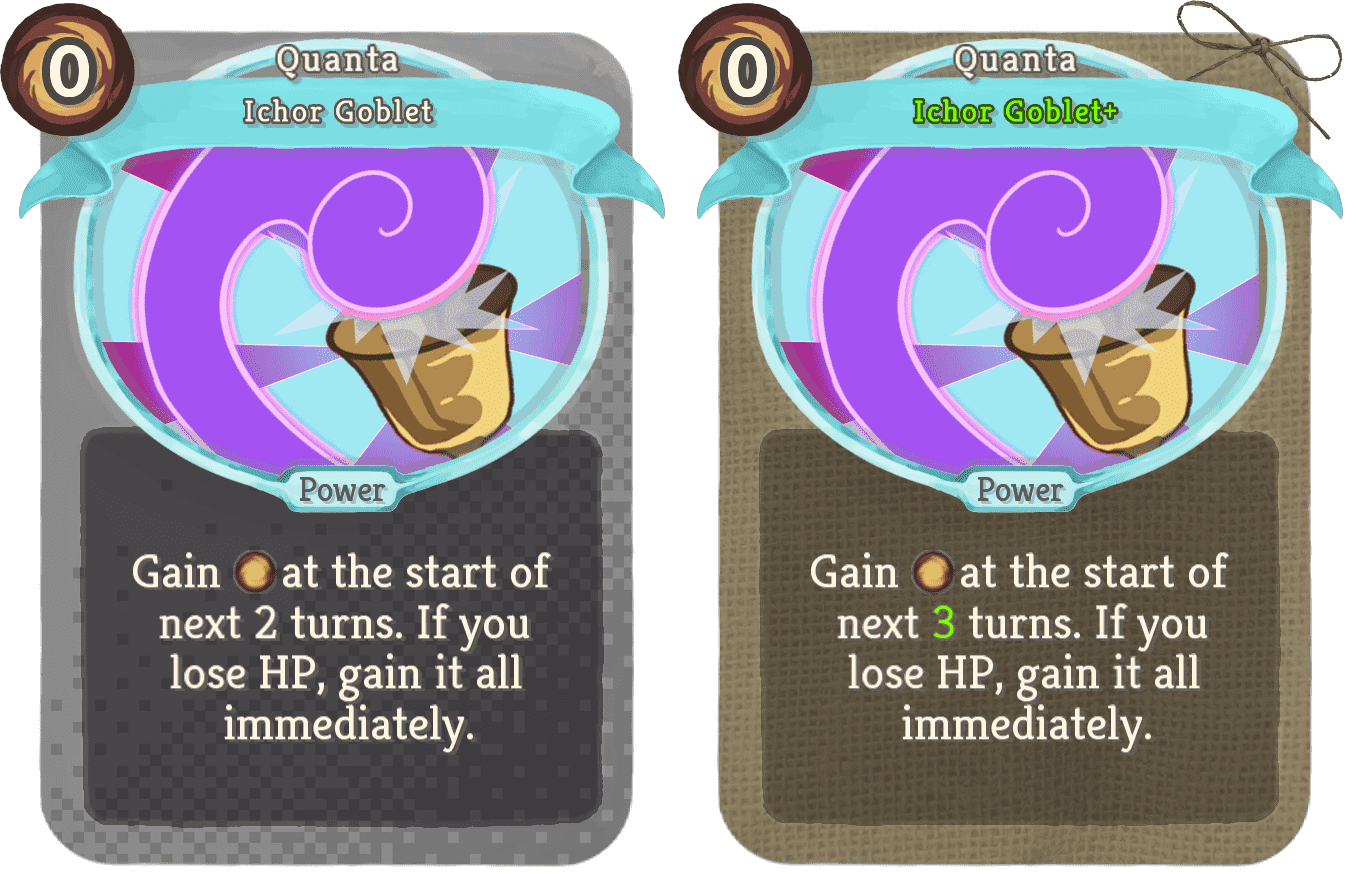 0
Quanta
Ichor Goblet
Power
Gain at the start of
next 2 turns. If you
lose HP, gain it all
immediately.
0
Quanta
Ichor Goblet+
Power
Gain at the start of
next 3 turns. If you
lose HP, gain it all
immediately.